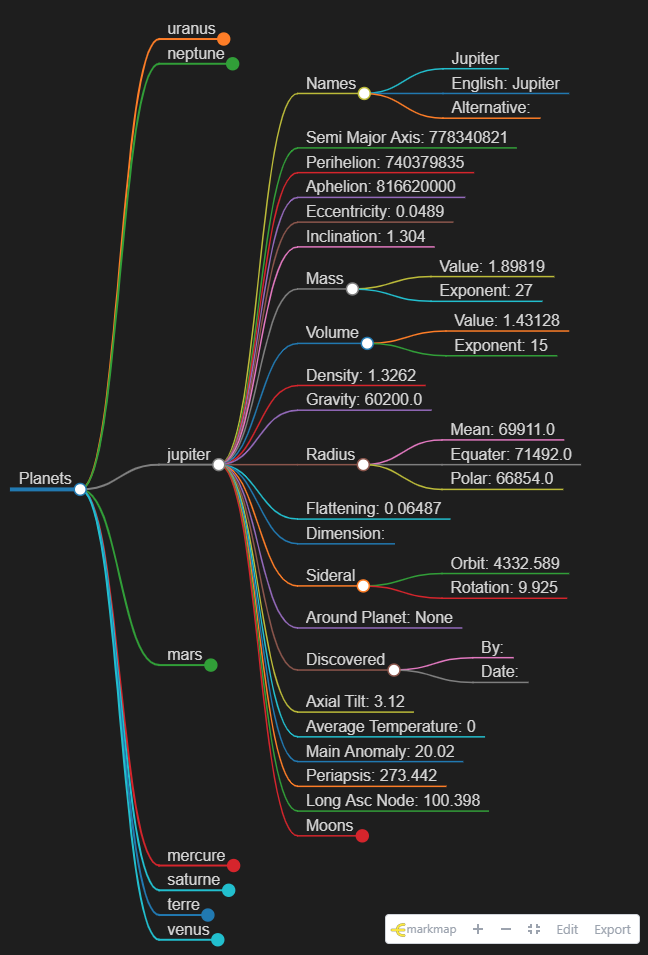 Planets
uranus
neptune
jupiter
Names
Jupiter
English: Jupiter
Alternative:
Semi Major Axis: 778340821
Perihelion: 740379835
Aphelion: 816620000
Eccentricity: 0.0489
Inclination: 1.304
Mass
Value: 1.89819
Exponent: 27
Volume
Value: 1.43128
Exponent: 15
Density: 1.3262
Gravity: 60200.0
Radius
Mean: 69911.0
Equater: 71492.0
Polar: 66854.0
Flattening: 0.06487
Dimension:
Sideral
Orbit: 4332.589
Rotation: 9.925
Around Planet: None
Discovered
By:
Date:
Axial Tilt: 3.12
Average Temperature: 0
Main Anomaly: 20.02
Periapsis: 273.442
Long Asc Node: 100.398
Moons
mars
mercure
saturne
terre
venus
markmap + − Edit Export